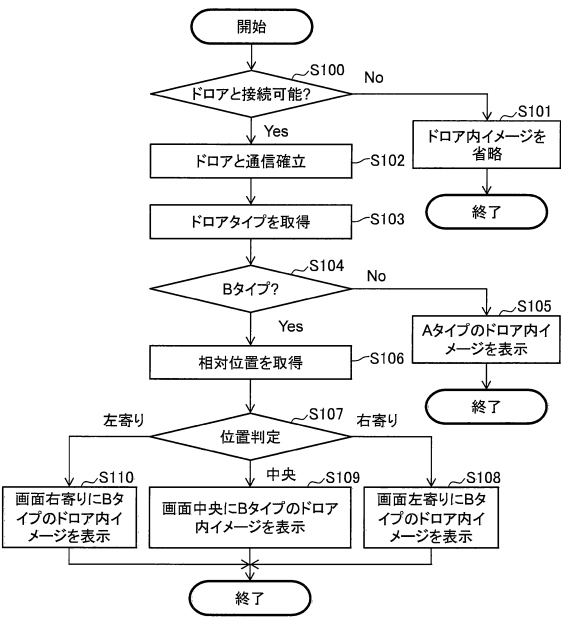 開始
S100
ドロアと接続可能?
No
Yes
S101
ドロア内イメージを
省略
終了
ドロアと通信確立
S102
ドロアタイプを取得
S103
S104
Bタイプ?
No
Yes
S105
Aタイプのドロア内イ
メージを表示
終了
相対位置を取得
S106
S107
左寄り
位置判定
右寄り
中央
S110
画面右寄りにBタ
イプのドロア内イ
メージを表示
S109
画面中央にBタイプのドロア
内イメージを表示
S108
画面左寄りにBタ
イプのドロア内イ
メージを表示
終了